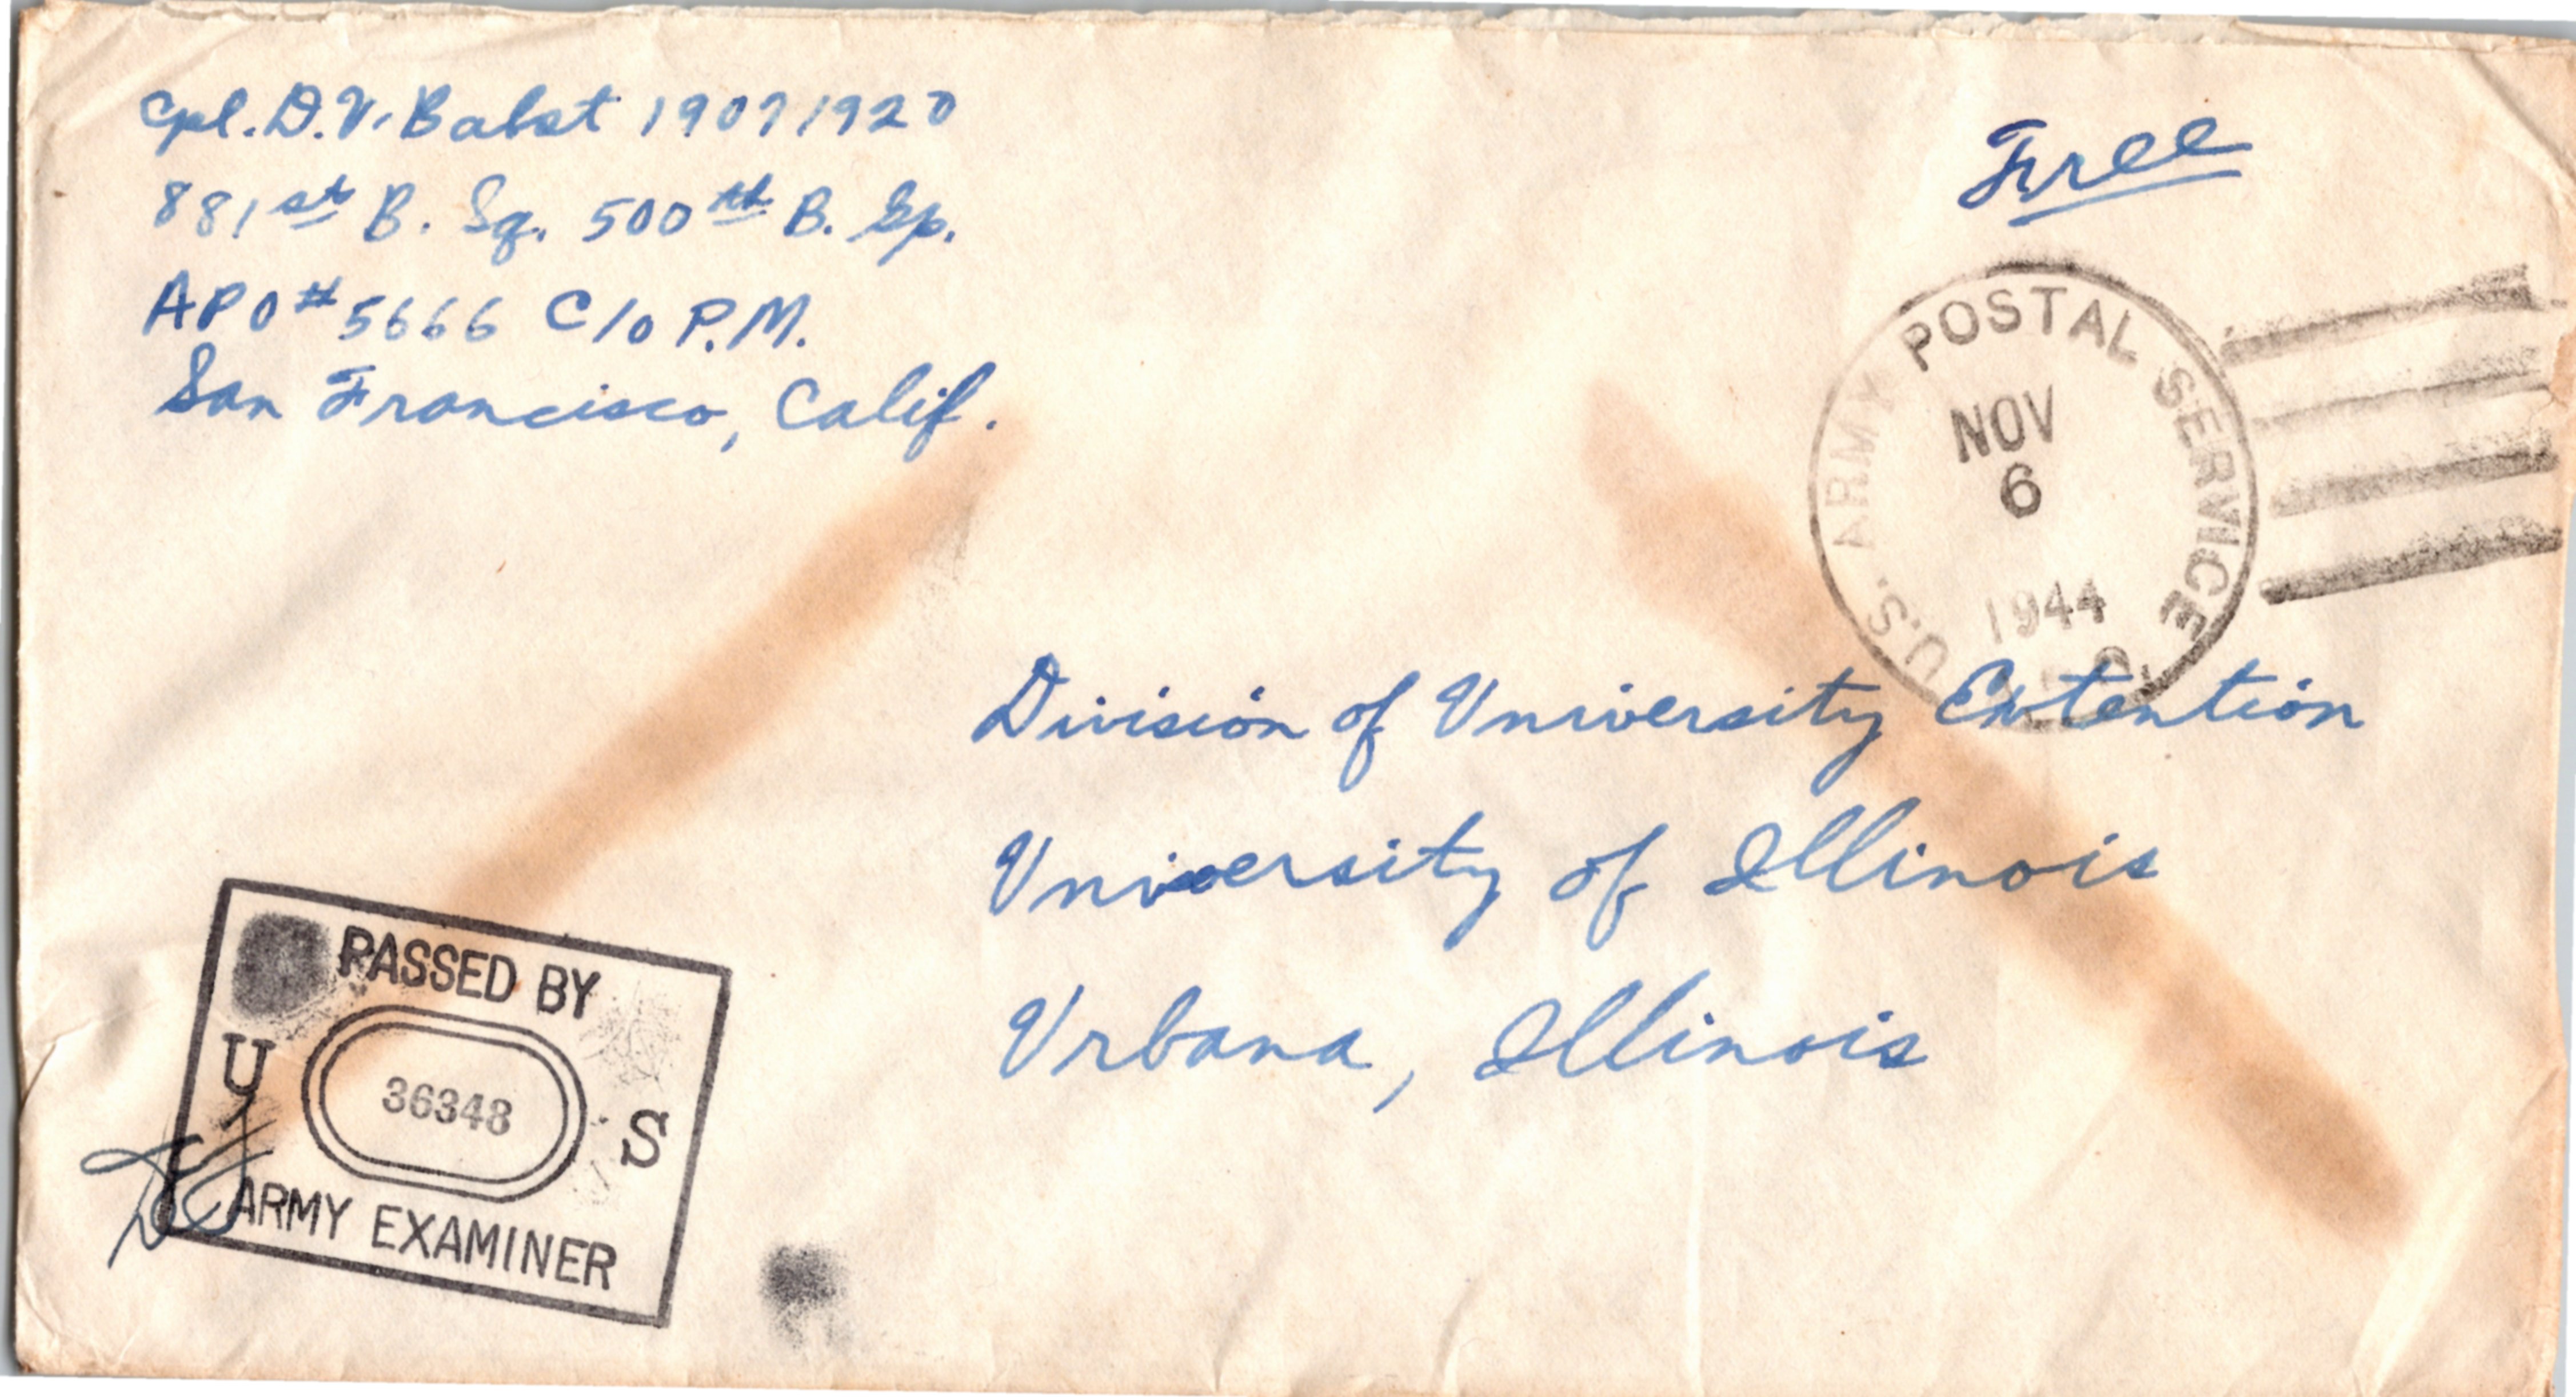 Cpl. D.V. Babst 19071920
881st B. Sq. 500th B. Gp.
APO # 5666 C/o P.M.
San Francisco, Calif.
Free
U.S. ARMY POSTAL SERVICE
NOV
6
1944
Division of University Extention
University of Illinois
Urbana, Illinois
PASSED BY
U S
36348
ARMY EXAMINER